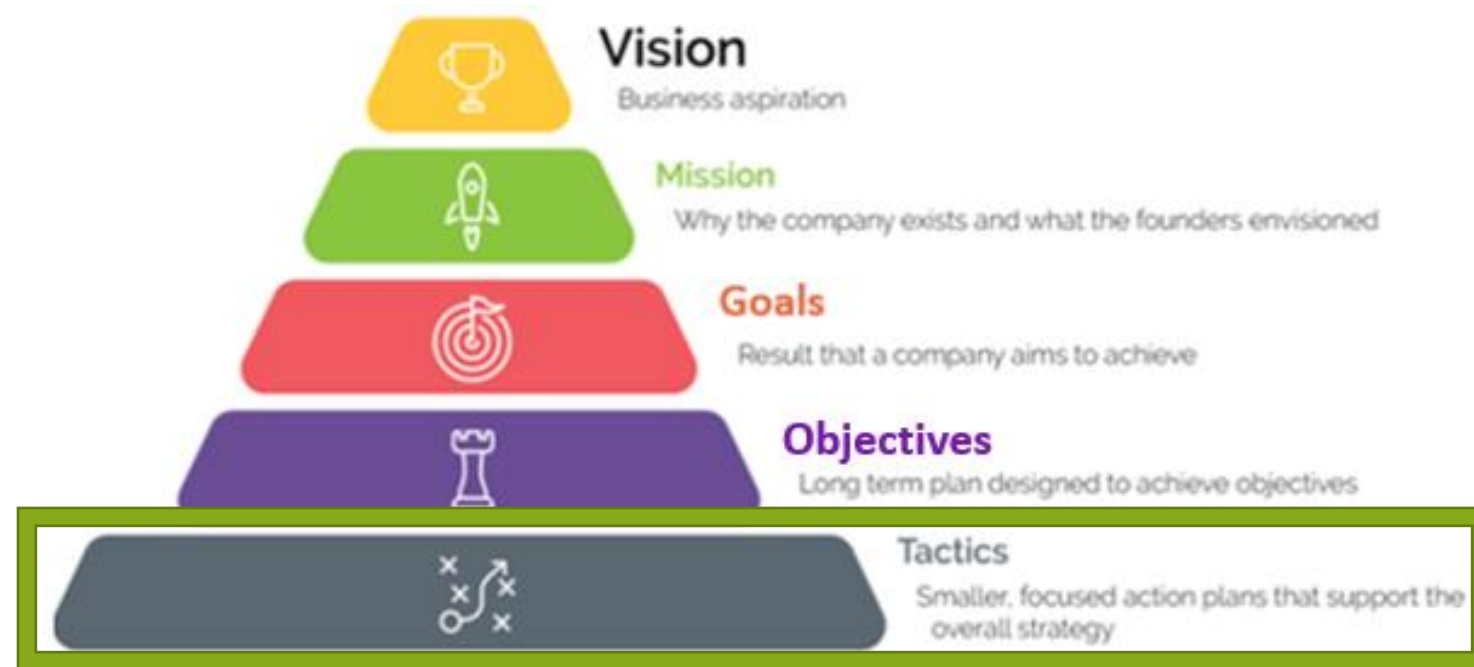 Vision
Business aspiration
Mission
Why the company exists and what the founders envisioned
Goals
Result that a company aims to achieve
Objectives
Long term plan designed to achieve objectives
Tactics
Smaller, focused action plans that support the
overall strategy